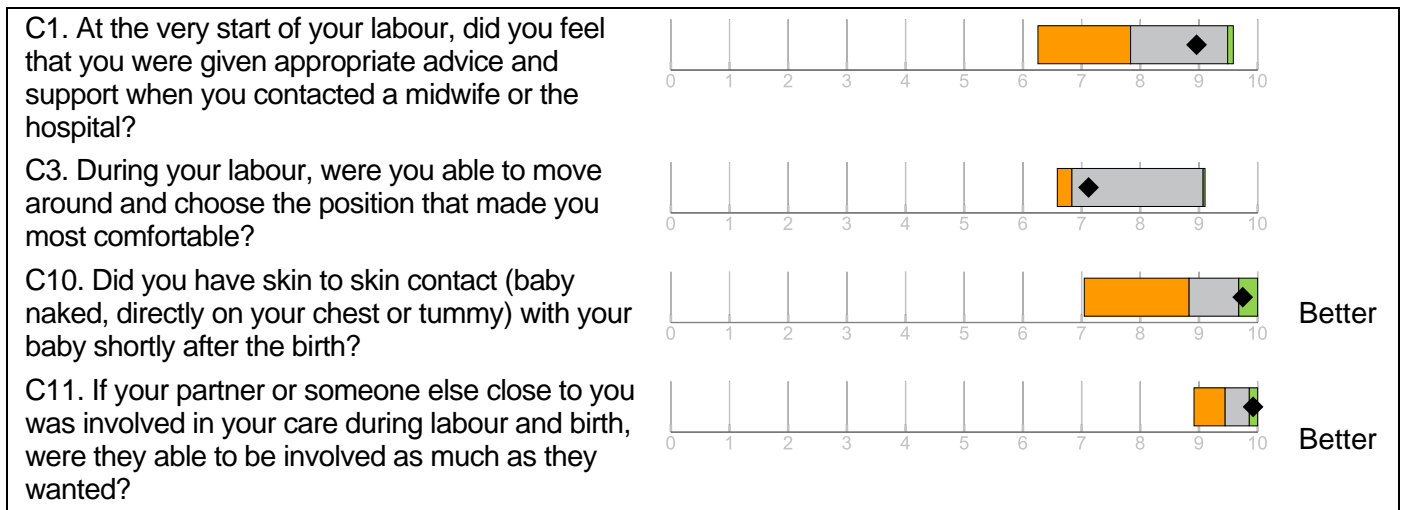 C1. At the very start of your labour, did you feel
that you were given appropriate advice and
support when you contacted a midwife or the
hospital?
0 1 2 3 4 5 6 7 8 9 10
C3. During your labour, were you able to move
around and choose the position that made you
most comfortable?
0 1 2 3 4 5 6 7 8 9 10
C10. Did you have skin to skin contact (baby
naked, directly on your chest or tummy) with your
baby shortly after the birth?
0 1 2 3 4 5 6 7 8 9 10
Better
C11. If your partner or someone else close to you
was involved in your care during labour and birth,
were they able to be involved as much as they
wanted?
0 1 2 3 4 5 6 7 8 9 10
Better